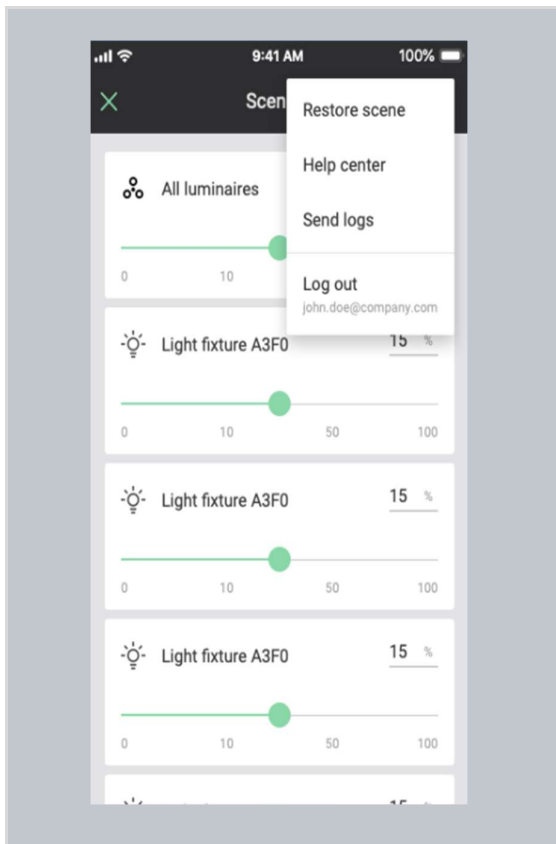 9:41 AM 100%
Scen
Restore scene
Help center
Send logs
Log out
john.doe@company.com
All luminaires
0 10
Light fixture A3F0 15 %
0 10 50 100
Light fixture A3F0 15 %
0 10 50 100
Light fixture A3F0 15 %
0 10 50 100